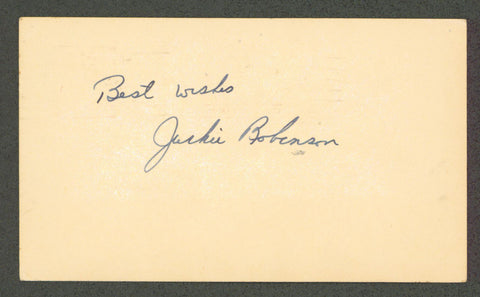 Best wishes
Jackie Robinson